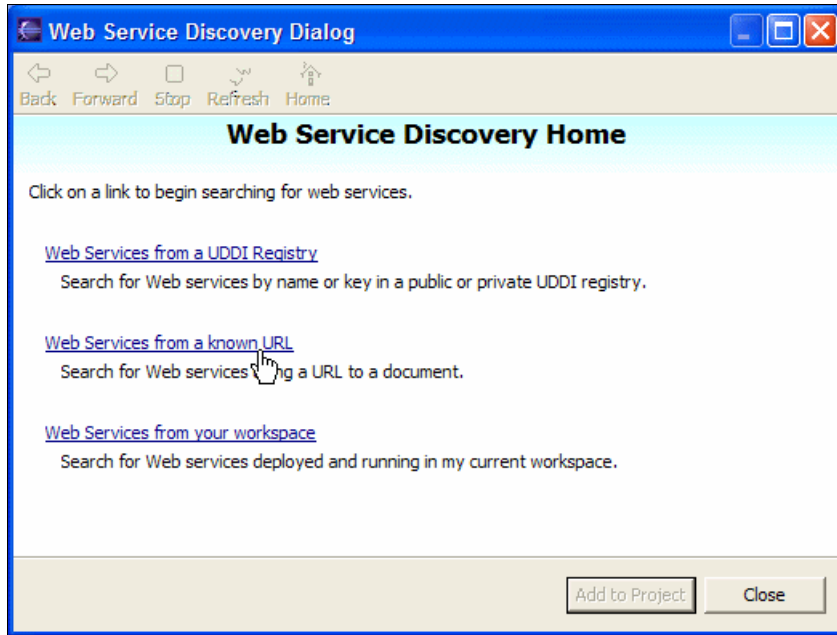 Web Service Discovery Dialog
Back Forward Stop Refresh Home
Web Service Discovery Home
Click on a link to begin searching for web services.
Web Services from a UDDI Registry
Search for Web services by name or key in a public or private UDDI registry.
Web Services from a known URL
Search for Web services a URL to a document.
Web Services from your workspace
Search for Web services deployed and running in my current workspace.
Add to Project Close